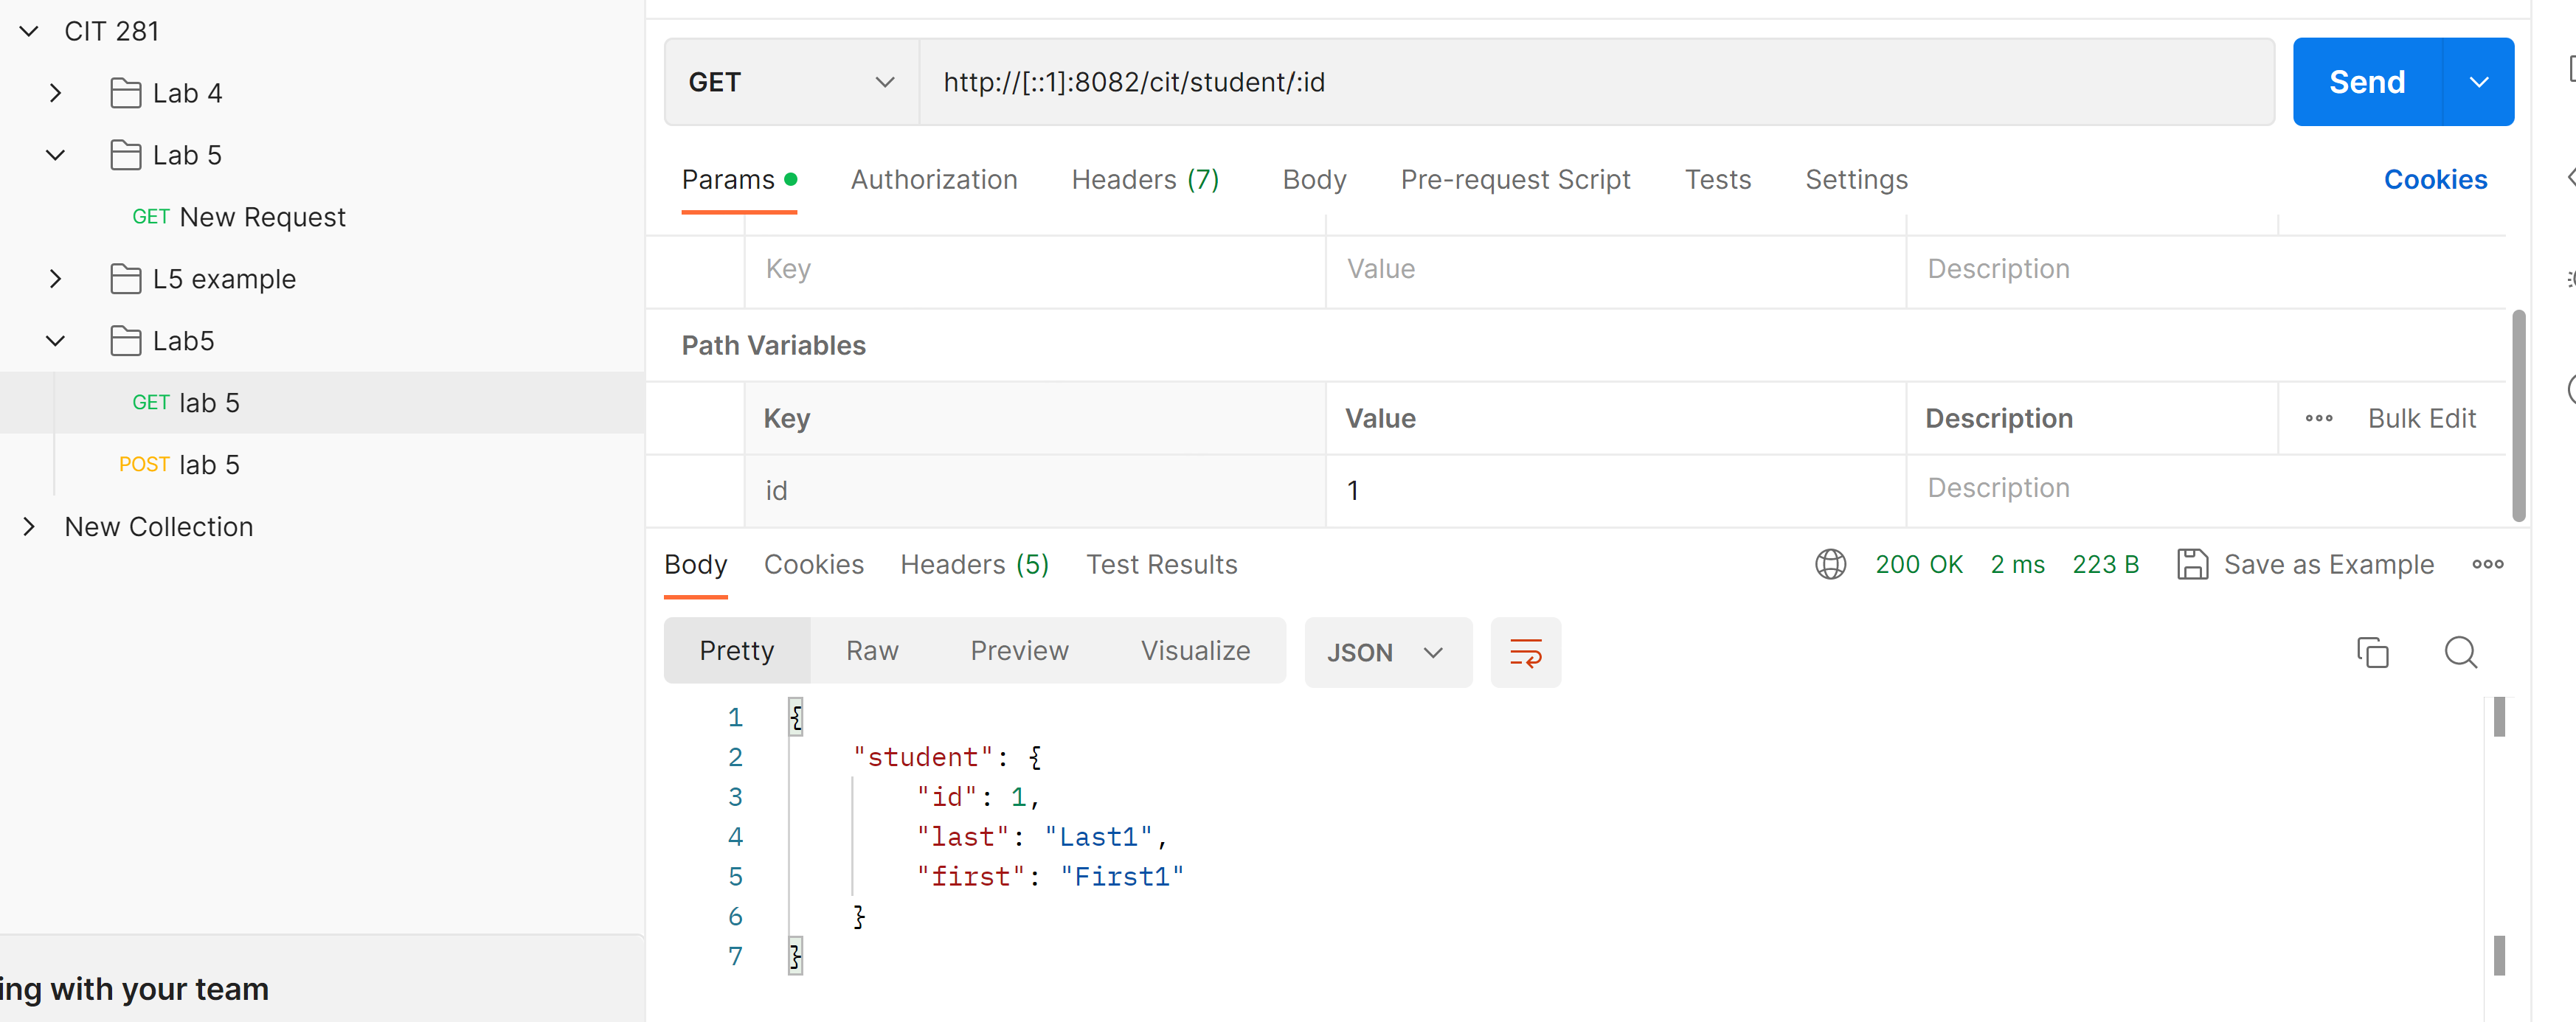 CIT 281
Lab 4
Lab 5
GET New Request
L5 example
Lab5
GET lab 5
POST lab 5
New Collection
ing with your team
GET http://[::1]:8082/cit/student/:id Send
Params Authorization Headers (7) Body Pre-request Script Tests Settings Cookies
Key Value Description
Path Variables
Key Value Description Bulk Edit
id 1 Description
Body Cookies Headers (5) Test Results 200 OK 2 ms 223 B Save as Example
Pretty Raw Preview Visualize JSON
1 {
2 "student": {
3 "id": 1,
4 "last": "Last1",
5 "first": "First1"
6 }
7 }